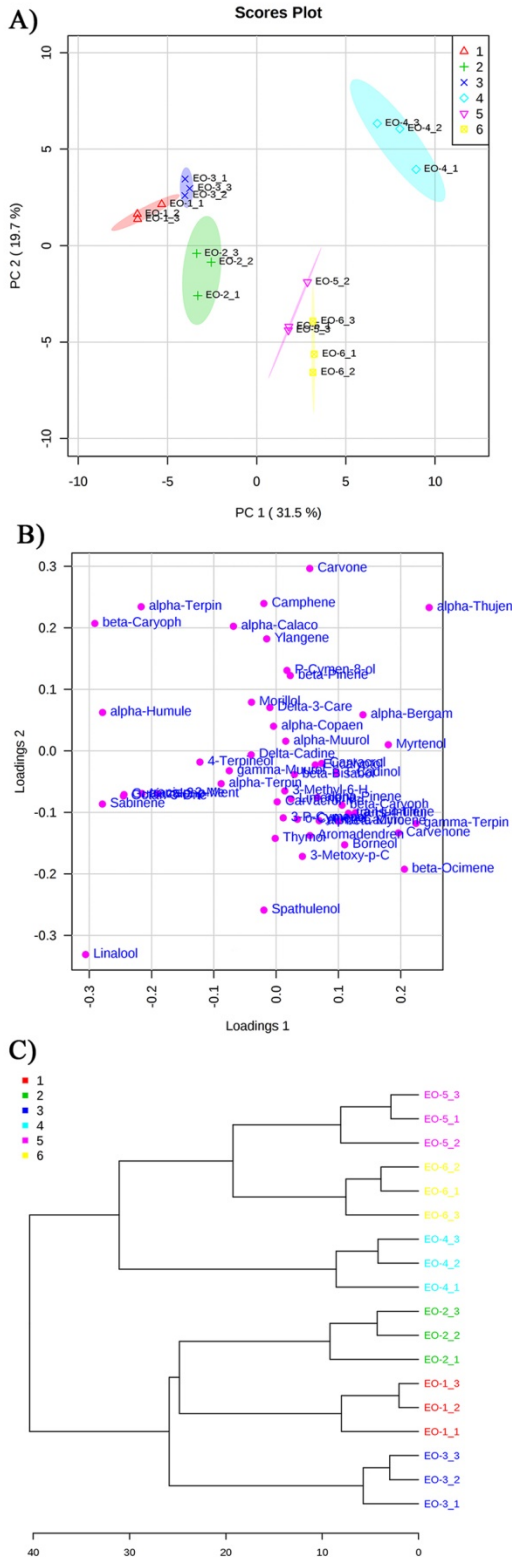 A)
Scores Plot
1
2
3
4
5
6
EO-4_3
EO-4_2
EO-4_1
EO-3_1
EO-3_3
EO-3_2
EO-1_1
EO-1_2
EO-1_3
EO-2_3
EO-2_2
EO-2_1
EO-5_2
EO-6_3
EO-5_3
EO-6_1
EO-6_2
10
5
0
-5
-10
PC 2 ( 19.7 %)
-10 -5 0 5 10
PC 1 ( 31.5 %)
B)
Carvone
alpha-Terpin
Camphene
alpha-Thujen
beta-Caryoph
alpha-Calaco
Ylangene
P-Cymen-8-ol
beta-Pinene
Morillol
Delta-3-Care
alpha-Humule
alpha-Bergam
alpha-Copaen
alpha-Muurol
Myrtenol
Delta-Cadine
4-Terpineol
gamma-Muurol
beta-Bisabol
alpha-Terpin
3-Methyl-6-H
Sabinene
beta-Caryoph
gamma-Terpin
Thymol
Aromadendren
Carvenone
Borneol
3-Metoxy-p-C
beta-Ocimene
Spathulenol
Linalool
0.3
0.2
0.1
0.0
-0.1
-0.2
-0.3
Loadings 2
-0.3 -0.2 -0.1 0.0 0.1 0.2
Loadings 1
C)
1
2
3
4
5
6
EO-5_3
EO-5_1
EO-5_2
EO-6_2
EO-6_1
EO-6_3
EO-4_3
EO-4_2
EO-4_1
EO-2_3
EO-2_2
EO-2_1
EO-1_3
EO-1_2
EO-1_1
EO-3_3
EO-3_2
EO-3_1
40 30 20 10 0